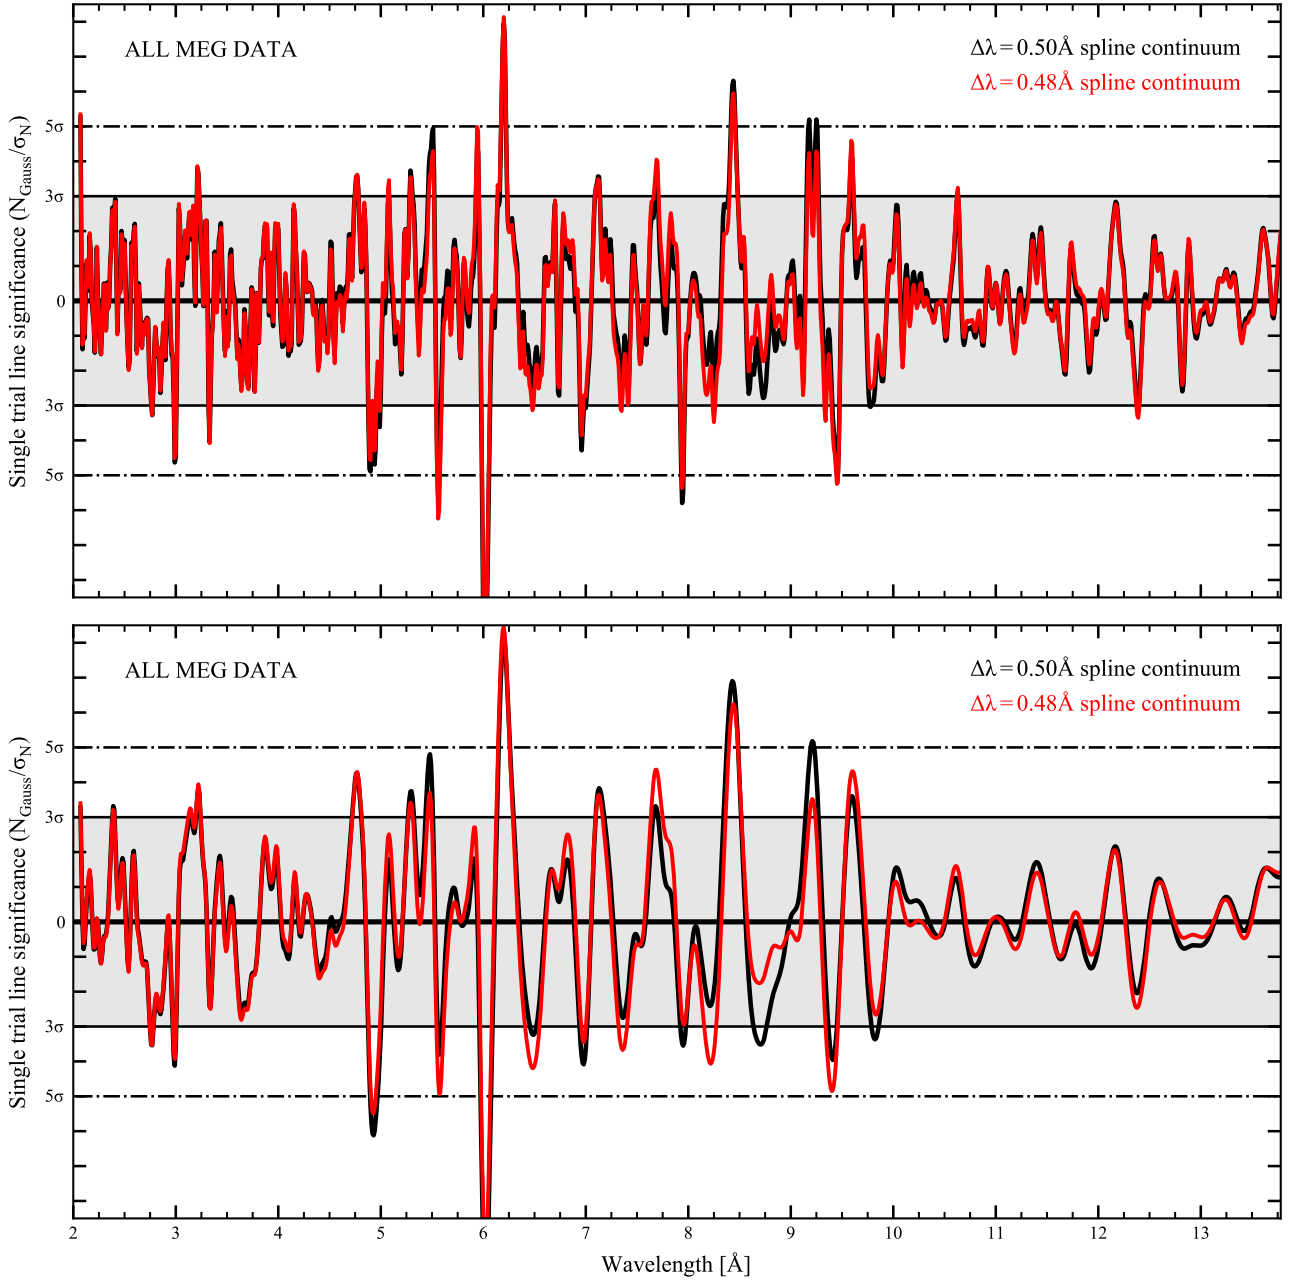 ALL MEG DATA
Δλ=0.50Å spline continuum
Δλ=0.48Å spline continuum
Single trial line significance (N_Gauss/σ_N)
5σ
3σ
0
3σ
5σ
ALL MEG DATA
Δλ=0.50Å spline continuum
Δλ=0.48Å spline continuum
Single trial line significance (N_Gauss/σ_N)
5σ
3σ
0
3σ
5σ
2 3 4 5 6 7 8 9 10 11 12 13
Wavelength [Å]